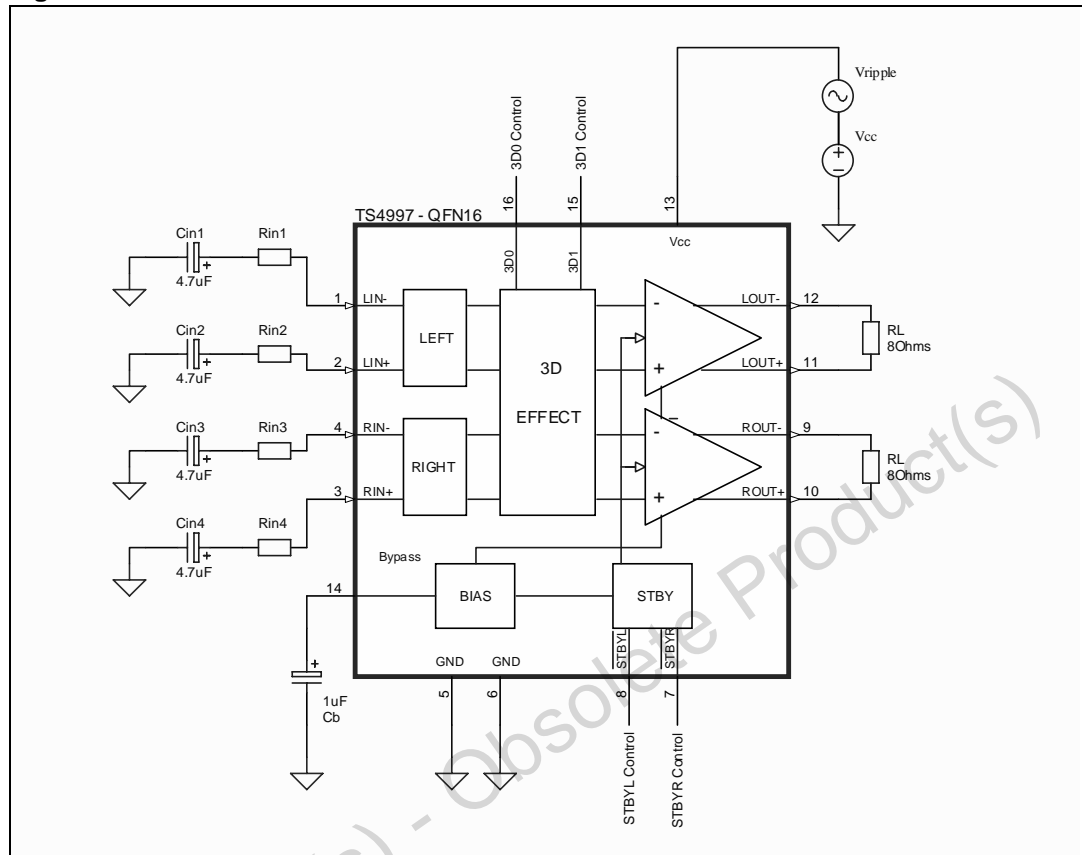 Vripple
Vcc
3D0 Control
3D1 Control
16
15
13
TS4997 - QFN16
Vcc
3D0
3D1
Cin1
Rin1
4.7uF
1
LIN-
Cin2
Rin2
4.7uF
2
LIN+
LEFT
Cin3
Rin3
4.7uF
4
RIN-
Cin4
Rin4
4.7uF
3
RIN+
RIGHT
3D
EFFECT
-
+
-
+
LOUT-
12
LOUT+
11
RL
8Ohms
ROUT-
9
ROUT+
10
RL
8Ohms
Bypass
14
BIAS
STBY
STBYL
STBYR
GND
GND
5
6
8
7
+
1uF
Cb
STBYL Control
STBYR Control
) - Obsolete Product(s)